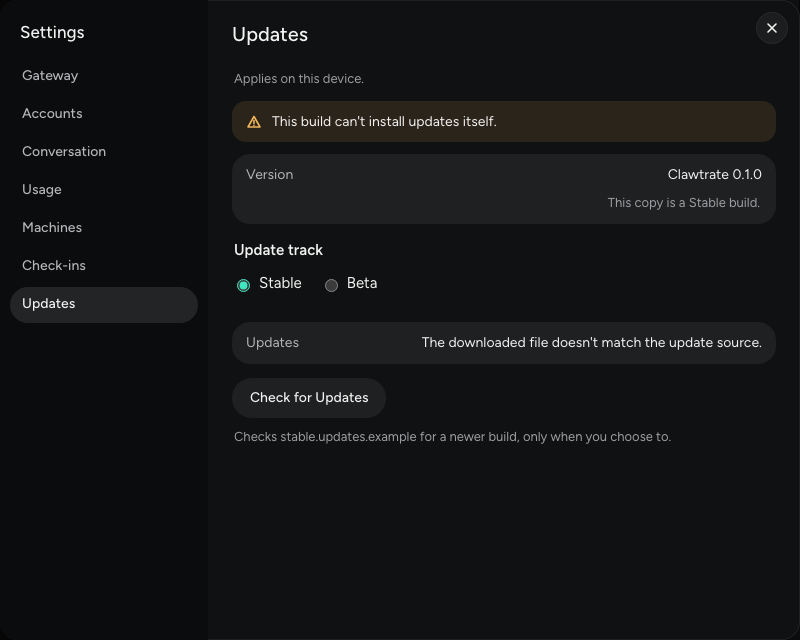 Settings
Gateway
Accounts
Conversation
Usage
Machines
Check-ins
Updates
Updates
Applies on this device.
This build can't install updates itself.
Version
Clawtrate 0.1.0
This copy is a Stable build.
Update track
Stable
Beta
Updates
The downloaded file doesn't match the update source.
Check for Updates
Checks stable.updates.example for a newer build, only when you choose to.